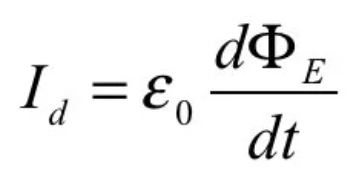 I_d = ε_0 dΦ_E/dt